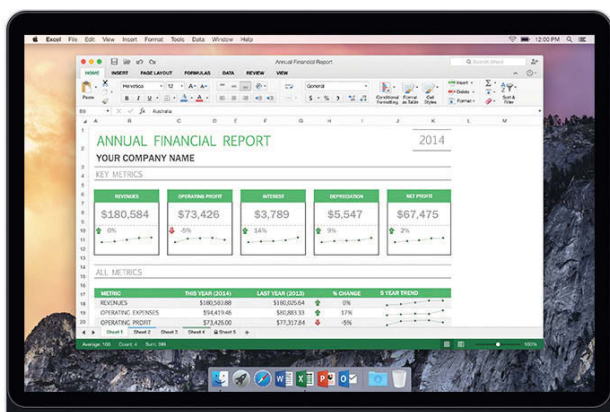 Excel File Edit View Insert Format Tools Data Window Help 12:00 PM
Annual Financial Report
Search Sheet
HOME INSERT PAGE LAYOUT FORMULAS DATA REVIEW VIEW
Helvetica 12 A+ A- General Insert
Paste B I U $ % Conditional Formatting Format as Table Cell Styles Delete Format Sort & Filter
B5 fx Australia
A B C D E F G H I J K L M
ANNUAL FINANCIAL REPORT 2014
YOUR COMPANY NAME
KEY METRICS
REVENUES OPERATING PROFIT INTEREST DEPRECIATION NET PROFIT
$180,584 $73,426 $3,789 $5,547 $67,475
0% -5% 14% 9% 2%
ALL METRICS
METRIC THIS YEAR (2014) LAST YEAR (2013) % CHANGE 5 YEAR TREND
REVENUES 0%
OPERATING EXPENSES $94,419.46 $80,883.33 17%
OPERATING PROFIT $73,426.00 $77,317.84 -5%
Sheet 1 Sheet 2 Sheet 3 Sheet 4 Sheet 5 +
Average: 100 Count: 4 Sum: 399 100%